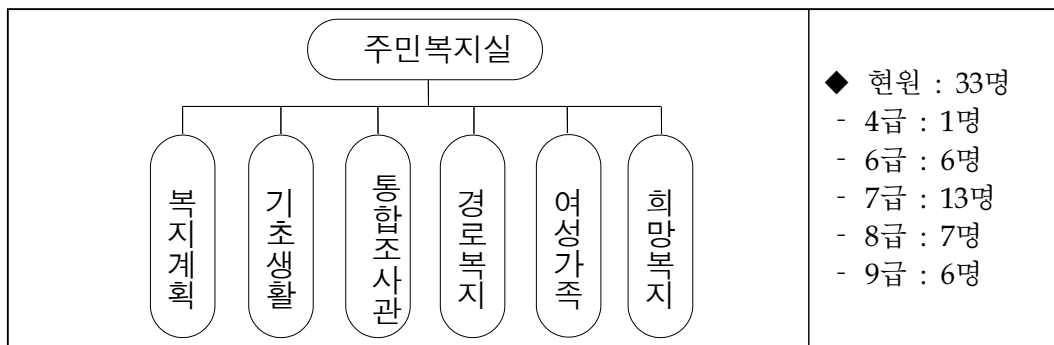 주민복지실
복지계획
기초생활
통합조사관
경로복지
여성가족
희망복지
◆ 현원 : 33명
- 4급 : 1명
- 6급 : 6명
- 7급 : 13명
- 8급 : 7명
- 9급 : 6명